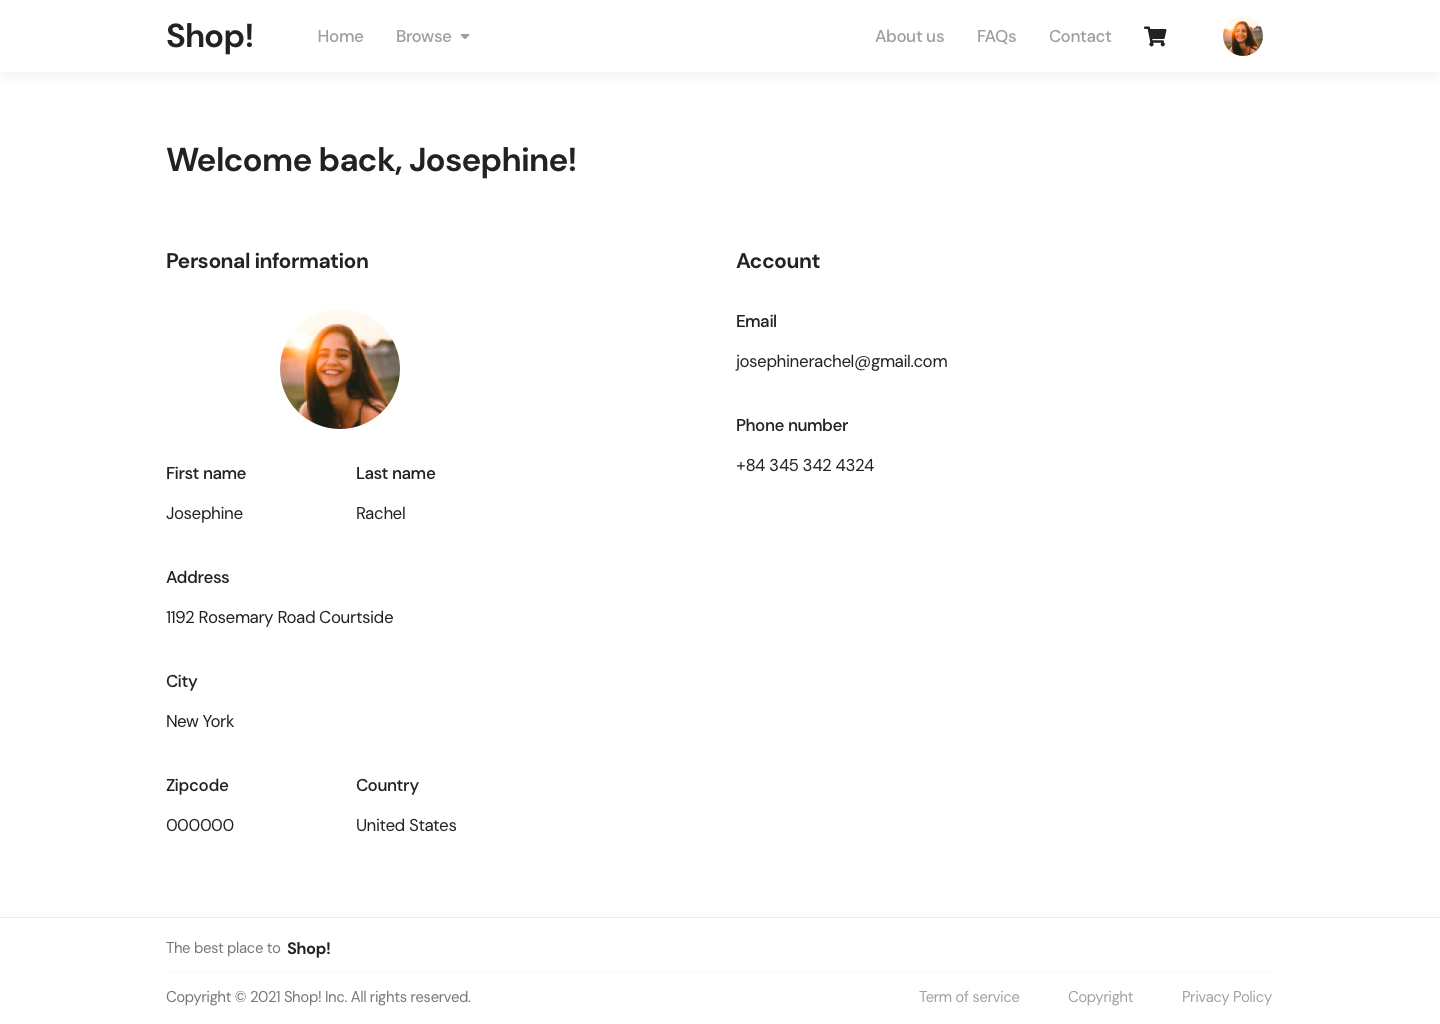 Shop!
Home
Browse
About us
FAQs
Contact
Welcome back, Josephine!
Personal information
First name
Last name
Josephine
Rachel
Address
1192 Rosemary Road Courtside
City
New York
Zipcode
Country
000000
United States
Account
Email
josephinerachel@gmail.com
Phone number
+84 345 342 4324
The best place to Shop!
Copyright © 2021 Shop! Inc. All rights reserved.
Term of service
Copyright
Privacy Policy